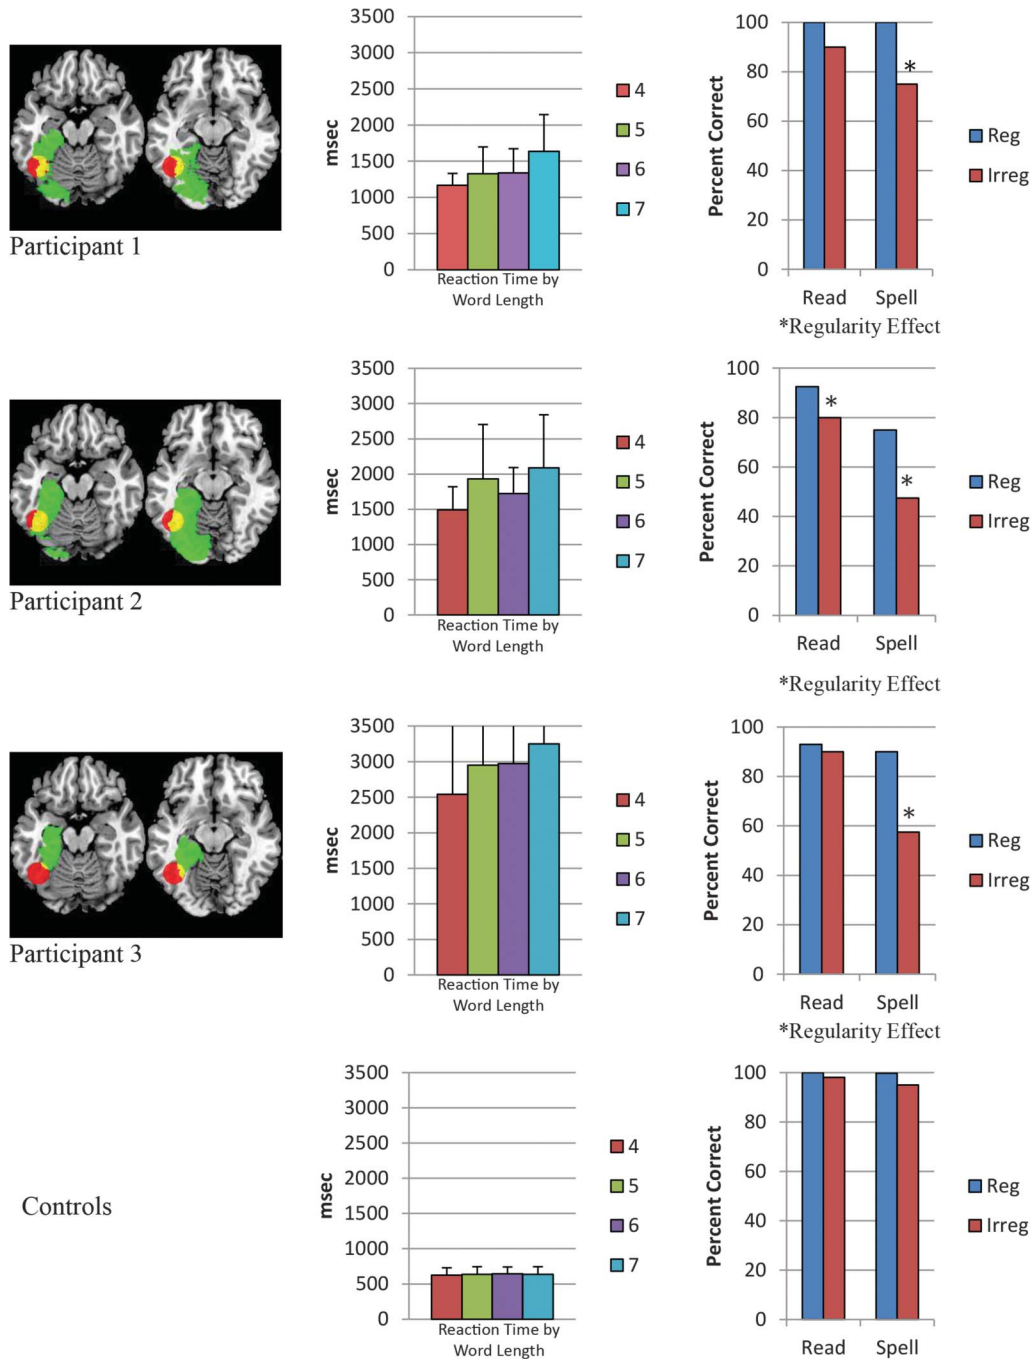 3500
3000
2500
2000
1500
1000
500
0
msec
Reaction Time by
Word Length
4
5
6
7
100
80
60
40
20
0
Percent Correct
*
Read Spell
*Regularity Effect
Reg
Irreg
Participant 1
3500
3000
2500
2000
1500
1000
500
0
msec
Reaction Time by
Word Length
4
5
6
7
100
80
60
40
20
0
Percent Correct
*
*
Read Spell
*Regularity Effect
Reg
Irreg
Participant 2
3500
3000
2500
2000
1500
1000
500
0
msec
Reaction Time by
Word Length
4
5
6
7
100
80
60
40
20
0
Percent Correct
*
Read Spell
*Regularity Effect
Reg
Irreg
Participant 3
Controls
3500
3000
2500
2000
1500
1000
500
0
msec
Reaction Time by
Word Length
4
5
6
7
100
80
60
40
20
0
Percent Correct
Read Spell
Reg
Irreg